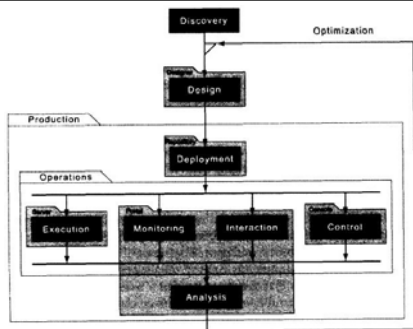 Discovery
Optimization
Design
Production
Deployment
Operations
Execution
Monitoring
Interaction
Control
Analysis